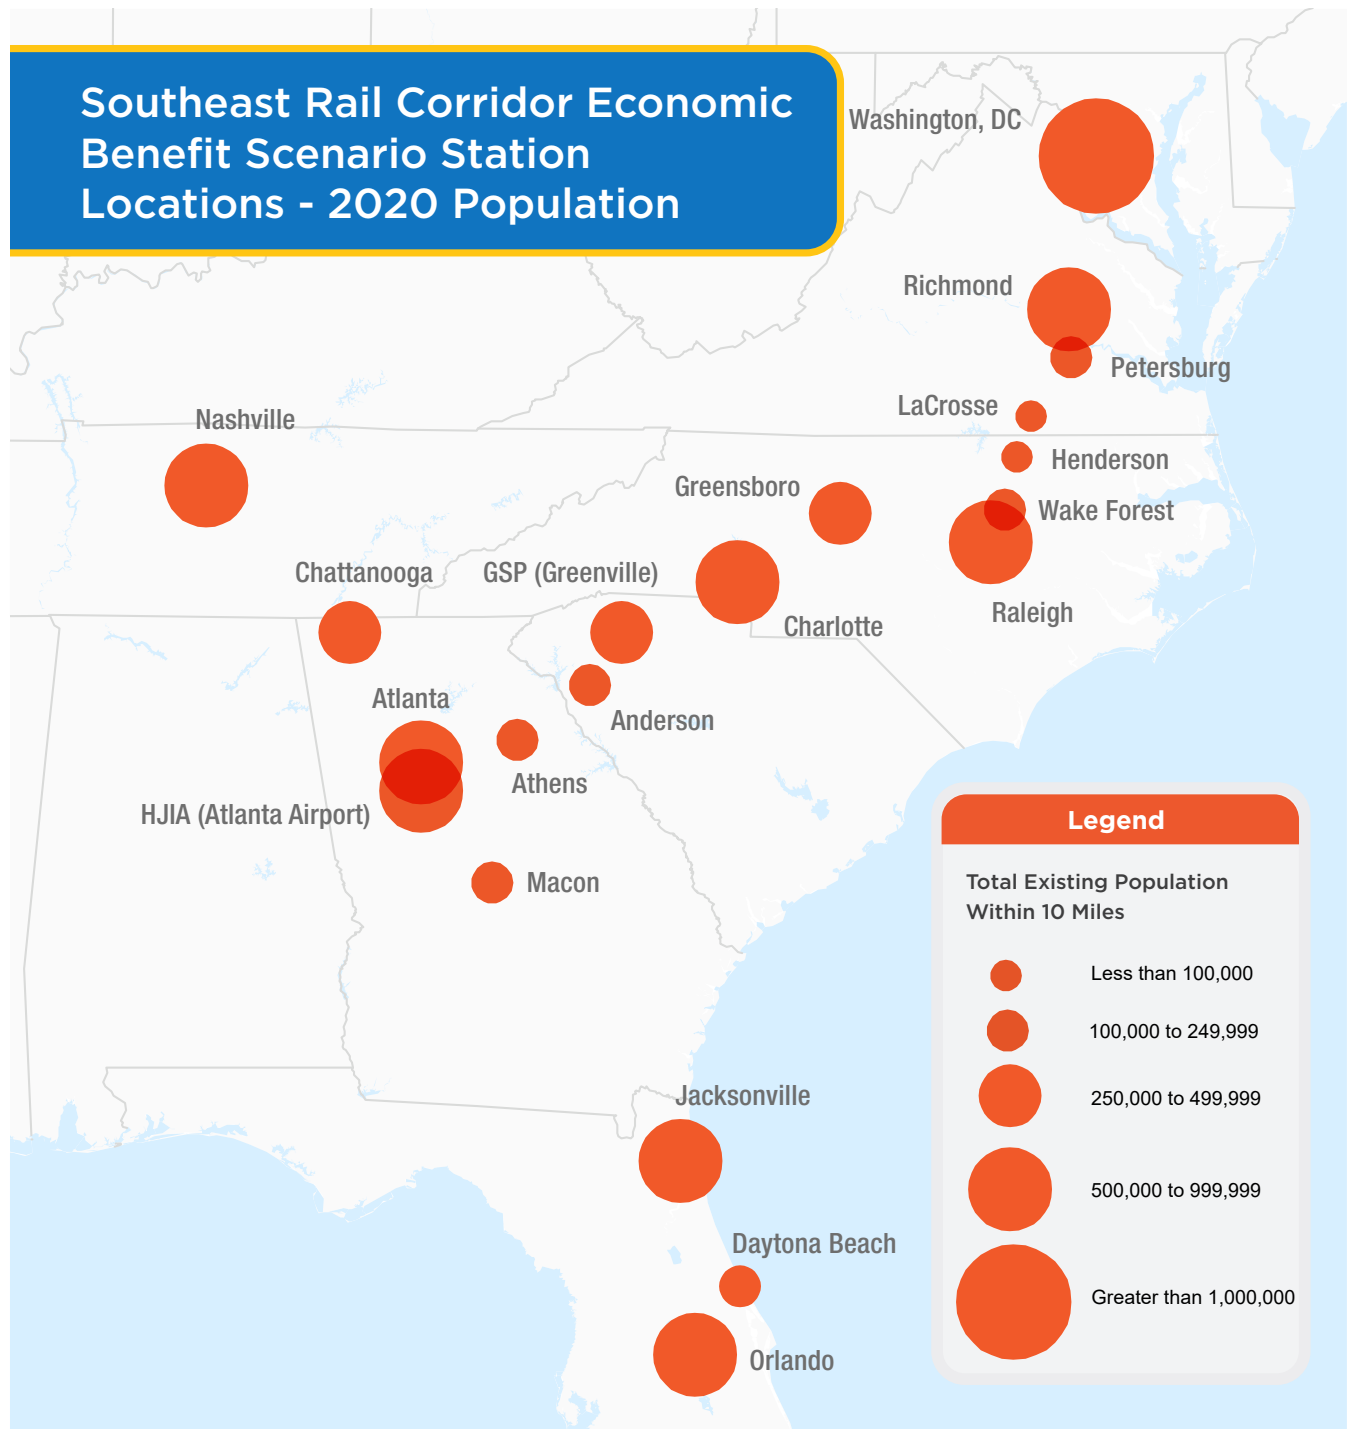 Southeast Rail Corridor Economic
Benefit Scenario Station
Locations - 2020 Population
Washington, DC
Richmond
Petersburg
LaCrosse
Nashville
Henderson
Greensboro
Wake Forest
Chattanooga
GSP (Greenville)
Raleigh
Charlotte
Atlanta
Anderson
Athens
HJIA (Atlanta Airport)
Macon
Jacksonville
Daytona Beach
Orlando
Legend
Total Existing Population
Within 10 Miles
Less than 100,000
100,000 to 249,999
250,000 to 499,999
500,000 to 999,999
Greater than 1,000,000